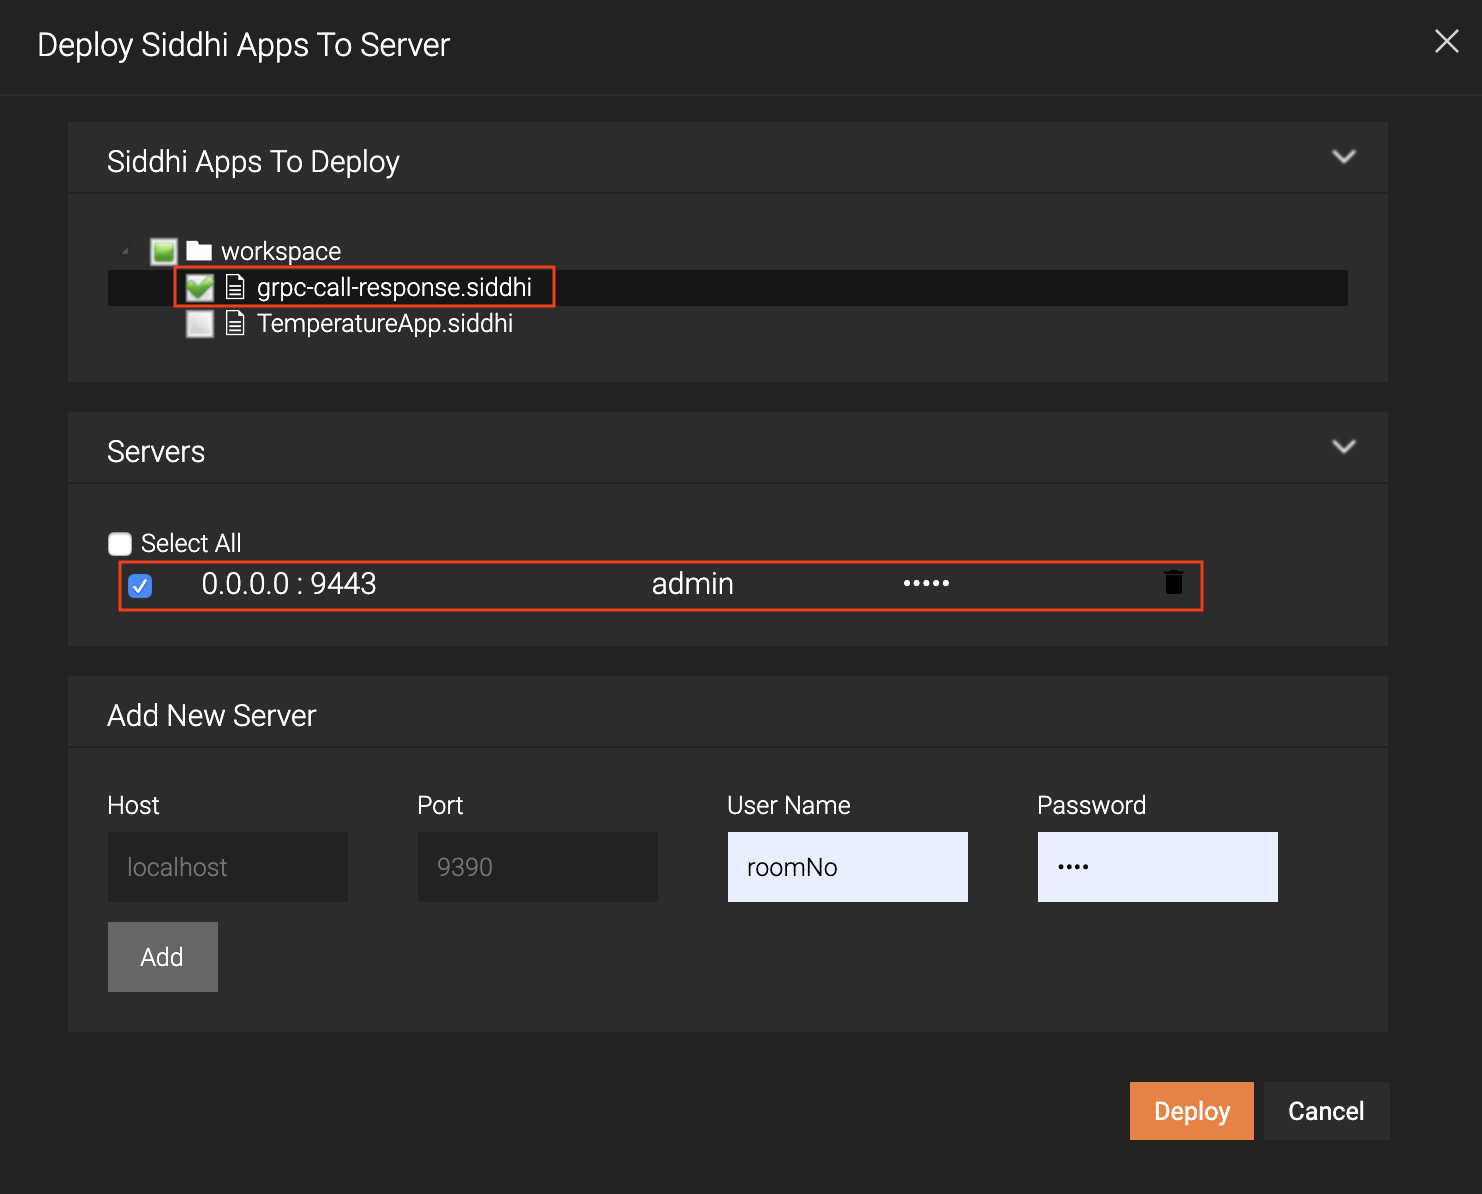 Deploy Siddhi Apps To Server
Siddhi Apps To Deploy
workspace
grpc-call-response.siddhi
TemperatureApp.siddhi
Servers
Select All
0.0.0.0 : 9443 admin •••••
Add New Server
Host Port User Name Password
localhost 9390 roomNo ••••
Add
Deploy Cancel